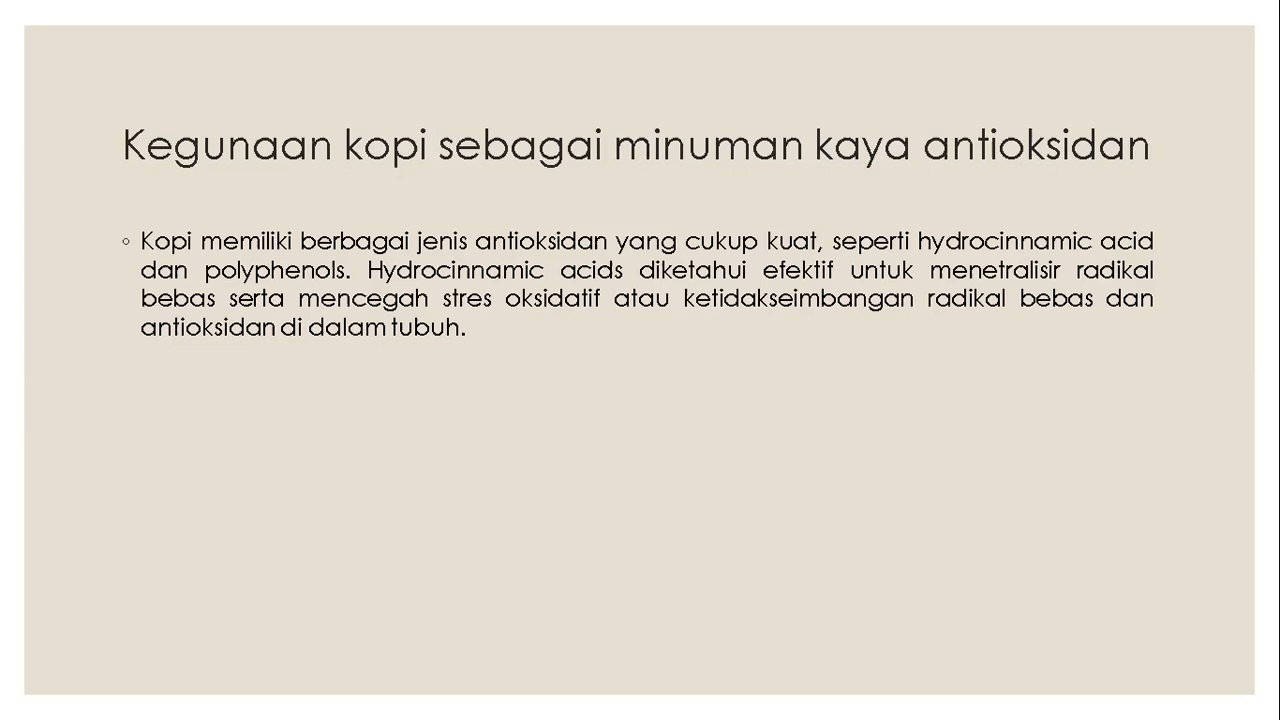 Kegunaan kopi sebagai minuman kaya antioksidan
◦ Kopi memiliki berbagai jenis antioksidan yang cukup kuat, seperti hydrocinnamic acid
dan polyphenols. Hydrocinnamic acids diketahui efektif untuk menetralisir radikal
bebas serta mencegah stres oksidatif atau ketidakseimbangan radikal bebas dan
antioksidan di dalam tubuh.